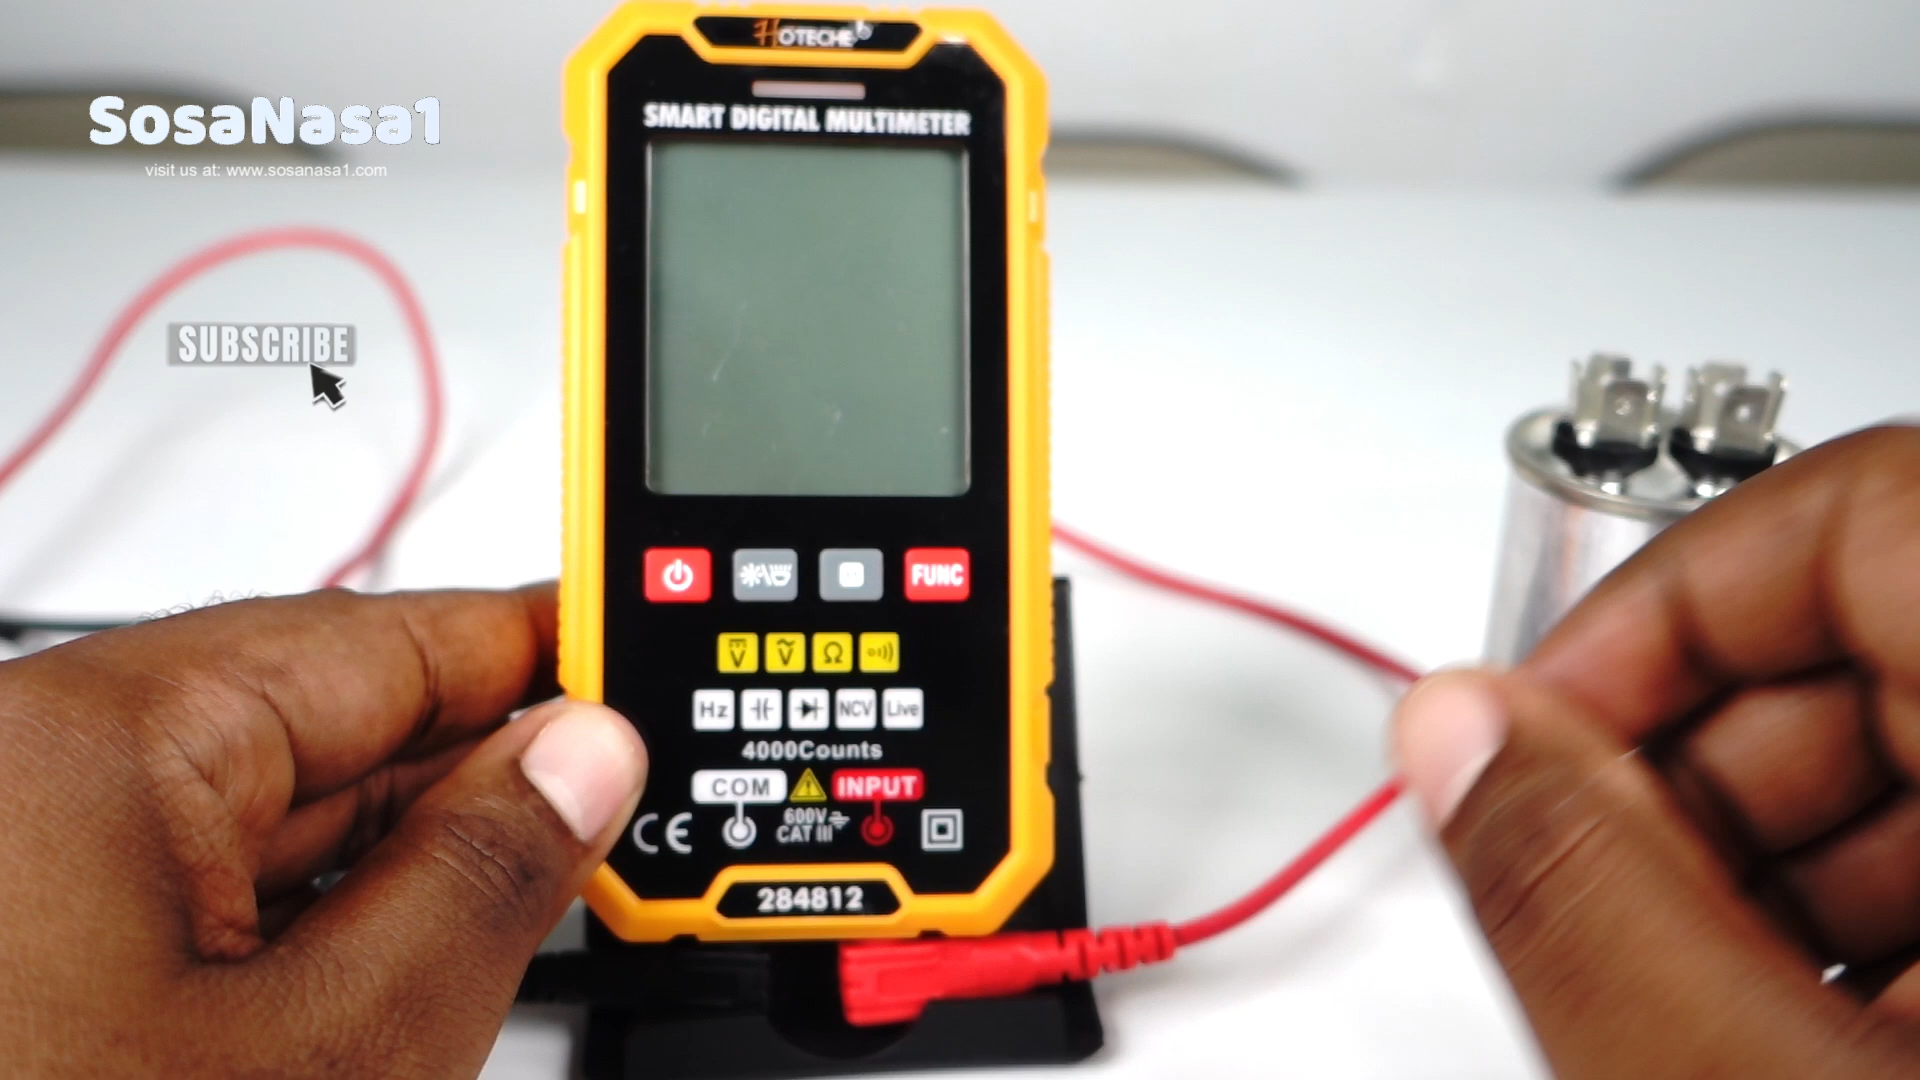 HOTECHE
SMART DIGITAL MULTIMETER
SosaNasa1
visit us at: www.sosanasa1.com
SUBSCRIBE
FUNC
V V Ω
Hz NCV Live
4000Counts
COM INPUT
600V
CAT III
CE
284812